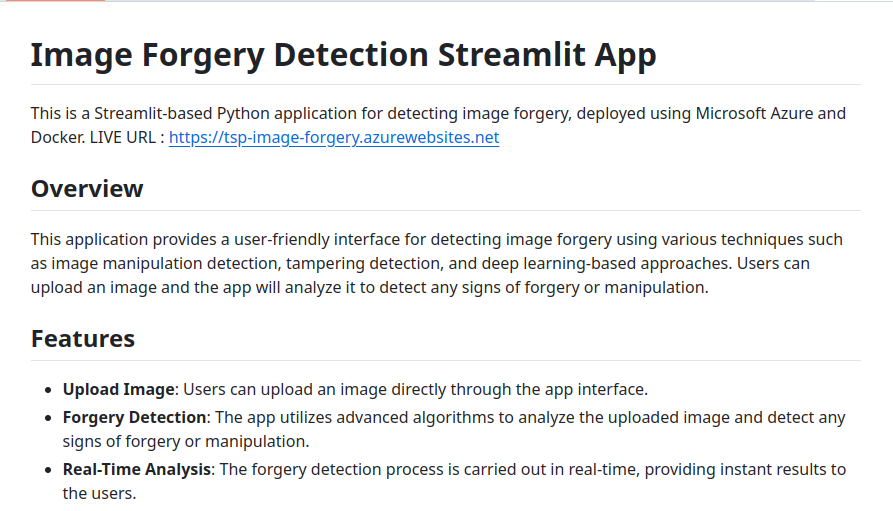 Image Forgery Detection Streamlit App
This is a Streamlit-based Python application for detecting image forgery, deployed using Microsoft Azure and
Docker. LIVE URL : https://tsp-image-forgery.azurewebsites.net
Overview
This application provides a user-friendly interface for detecting image forgery using various techniques such
as image manipulation detection, tampering detection, and deep learning-based approaches. Users can
upload an image and the app will analyze it to detect any signs of forgery or manipulation.
Features
• Upload Image: Users can upload an image directly through the app interface.
• Forgery Detection: The app utilizes advanced algorithms to analyze the uploaded image and detect any
signs of forgery or manipulation.
• Real-Time Analysis: The forgery detection process is carried out in real-time, providing instant results to
the users.